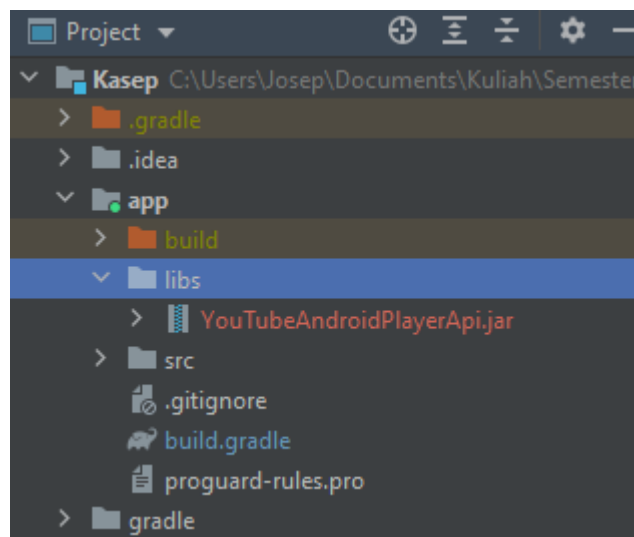 Project
Kasep C:\Users\Josep\Documents\Kuliah\Semester
.gradle
.idea
app
build
libs
YouTubeAndroidPlayerApi.jar
src
.gitignore
build.gradle
proguard-rules.pro
gradle